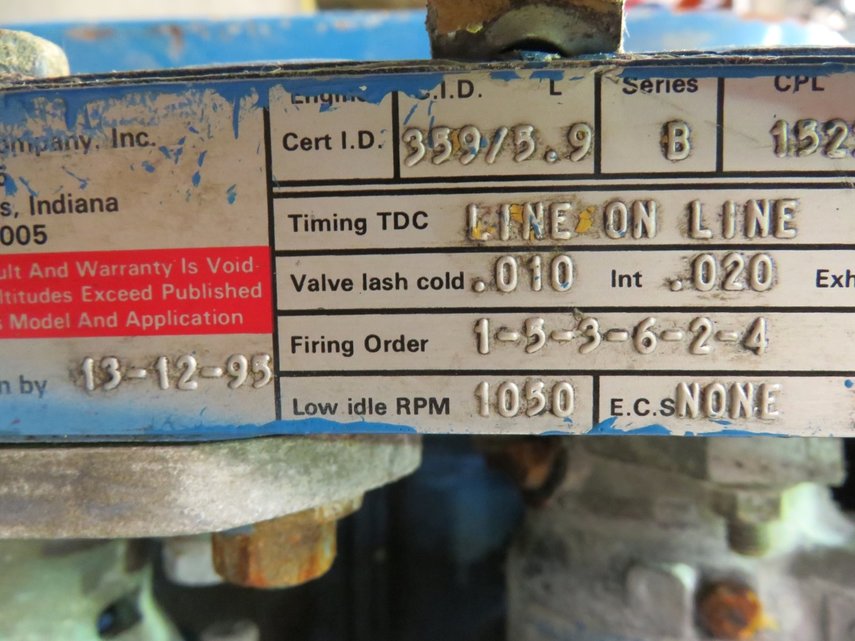 C.I.D. L Series CPL
Engine
Cert I.D. 359/5.9 B 152
ompany. Inc.
s, Indiana
005
Timing TDC LINE ON LINE
Valve lash cold .010 Int .020 Exh
ult And Warranty Is Void
ltitudes Exceed Published
s Model And Application
Firing Order 1-5-3-6-2-4
n by 13-12-95
Low idle RPM 1050 E.C.S NONE